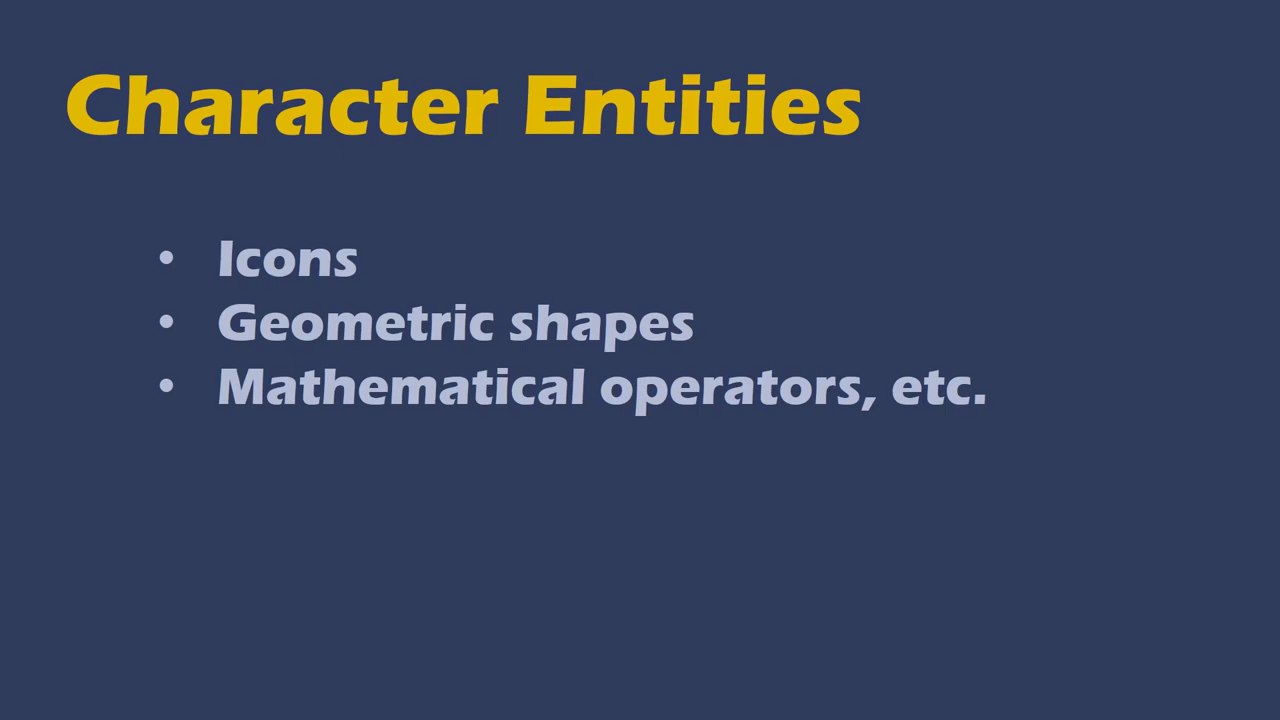 Character Entities
• Icons
• Geometric shapes
• Mathematical operators, etc.